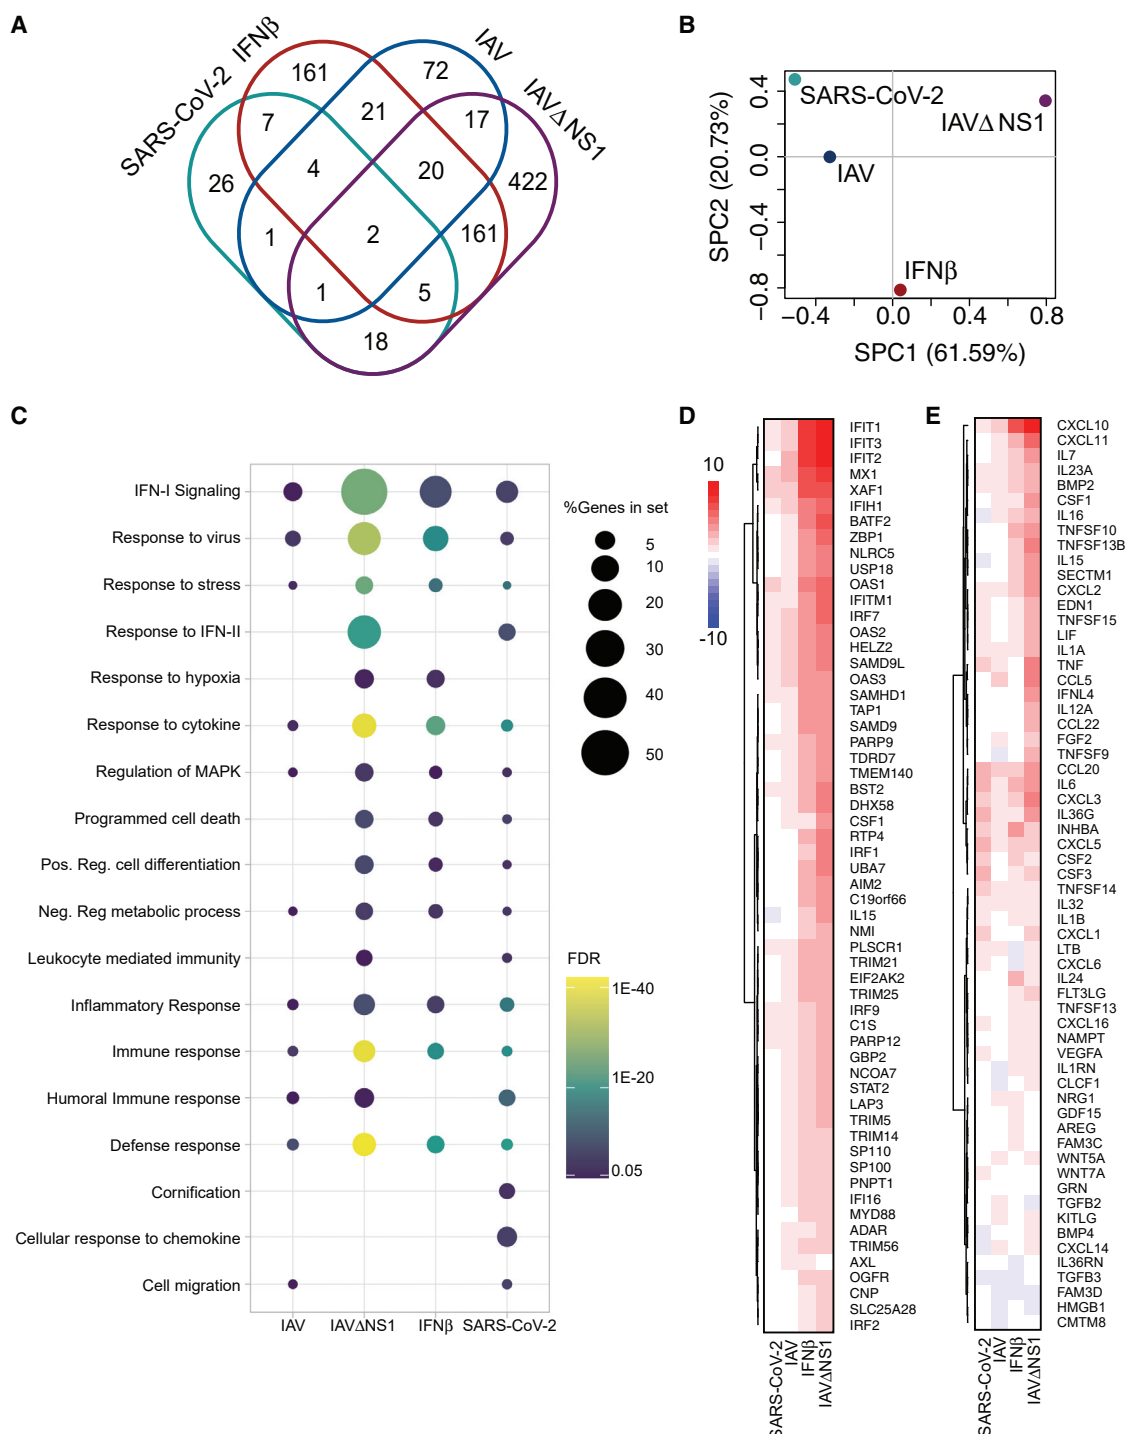 A
SARS-CoV-2
IFNβ
IAV
IAVΔNS1
161
72
7
21
17
26
4
20
422
1
2
161
1
5
18
B
SPC2 (20.73%)
0.4
0.0
−0.4
−0.8
SARS-CoV-2
IAVΔNS1
IAV
IFNβ
−0.4
0.0
0.4
0.8
SPC1 (61.59%)
C
IFN-I Signaling
Response to virus
Response to stress
Response to IFN-II
Response to hypoxia
Response to cytokine
Regulation of MAPK
Programmed cell death
Pos. Reg. cell differentiation
Neg. Reg metabolic process
Leukocyte mediated immunity
Inflammatory Response
Immune response
Humoral Immune response
Defense response
Cornification
Cellular response to chemokine
Cell migration
IAV
IAVΔNS1
IFNβ
SARS-CoV-2
%Genes in set
5
10
20
30
40
50
FDR
1E-40
1E-20
0.05
D
10
-10
IFIT1
IFIT3
IFIT2
MX1
XAF1
IFIH1
BATF2
ZBP1
NLRC5
USP18
OAS1
IFITM1
IRF7
OAS2
HELZ2
SAMD9L
OAS3
SAMHD1
TAP1
SAMD9
PARP9
TDRD7
TMEM140
BST2
DHX58
CSF1
RTP4
IRF1
UBA7
AIM2
C19orf66
IL15
NMI
PLSCR1
TRIM21
EIF2AK2
TRIM25
IRF9
C1S
PARP12
GBP2
NCOA7
STAT2
LAP3
TRIM5
TRIM14
SP110
SP100
PNPT1
IFI16
MYD88
ADAR
TRIM56
AXL
OGFR
CNP
SLC25A28
IRF2
SARS-CoV-2
IAV
IFNβ
IAVΔNS1
E
CXCL10
CXCL11
IL7
IL23A
BMP2
CSF1
IL16
TNFSF10
TNFSF13B
IL15
SECTM1
CXCL2
EDN1
TNFSF15
LIF
IL1A
TNF
CCL5
IFNL4
IL12A
CCL22
FGF2
TNFSF9
CCL20
IL6
CXCL3
IL36G
INHBA
CXCL5
CSF2
CSF3
TNFSF14
IL32
IL1B
CXCL1
LTB
CXCL6
IL24
FLT3LG
TNFSF13
CXCL16
NAMPT
VEGFA
IL1RN
CLCF1
NRG1
GDF15
AREG
FAM3C
WNT5A
WNT7A
GRN
TGFB2
KITLG
BMP4
CXCL14
IL36RN
TGFB3
FAM3D
HMGB1
CMTM8
SARS-CoV-2
IAV
IFNβ
IAVΔNS1